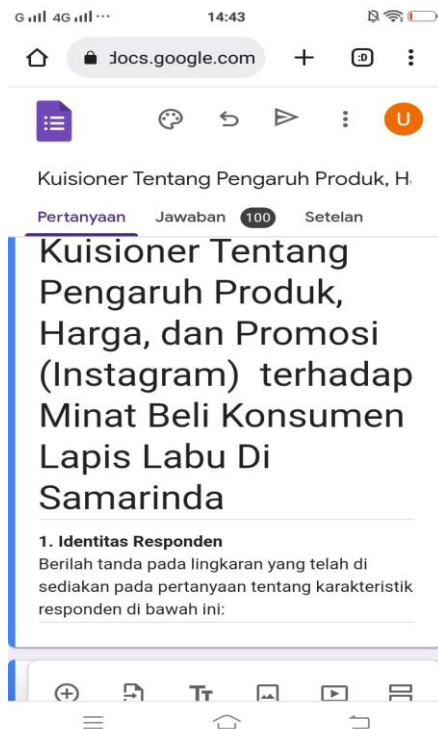 G 4G ... 14:43
docs.google.com :D
U
Kuisioner Tentang Pengaruh Produk, H
Pertanyaan Jawaban 100 Setelan
Kuisioner Tentang
Pengaruh Produk,
Harga, dan Promosi
(Instagram) terhadap
Minat Beli Konsumen
Lapis Labu Di
Samarinda
1. Identitas Responden
Berilah tanda pada lingkaran yang telah di
sediakan pada pertanyaan tentang karakteristik
responden di bawah ini:
Tт